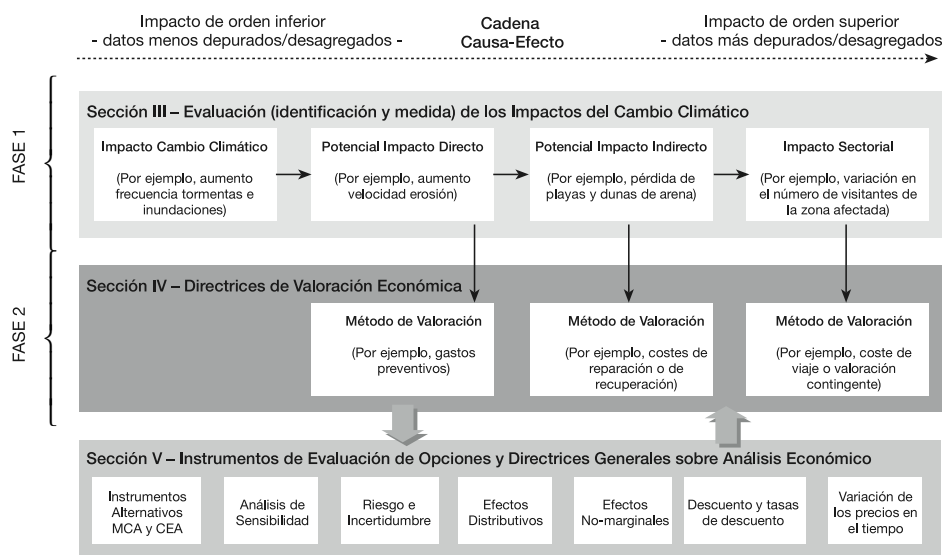 Impacto de orden inferior
- datos menos depurados/desagregados -
Cadena
Causa-Efecto
Impacto de orden superior
- datos más depurados/desagregados
FASE 1
Sección III – Evaluación (identificación y medida) de los Impactos del Cambio Climático
Impacto Cambio Climático
(Por ejemplo, aumento
frecuencia tormentas e
inundaciones)
Potencial Impacto Directo
(Por ejemplo, aumento
velocidad erosión)
Potencial Impacto Indirecto
(Por ejemplo, pérdida de
playas y dunas de arena)
Impacto Sectorial
(Por ejemplo, variación en
el número de visitantes de
la zona afectada)
FASE 2
Sección IV – Directrices de Valoración Económica
Método de Valoración
(Por ejemplo, gastos
preventivos)
Método de Valoración
(Por ejemplo, costes de
reparación o de
recuperación)
Método de Valoración
(Por ejemplo, coste de
viaje o valoración
contingente)
Sección V – Instrumentos de Evaluación de Opciones y Directrices Generales sobre Análisis Económico
Instrumentos
Alternativos
MCA y CEA
Análisis de
Sensibilidad
Riesgo e
Incertidumbre
Efectos
Distributivos
Efectos
No-marginales
Descuento y tasas
de descuento
Variación de
los precios en
el tiempo